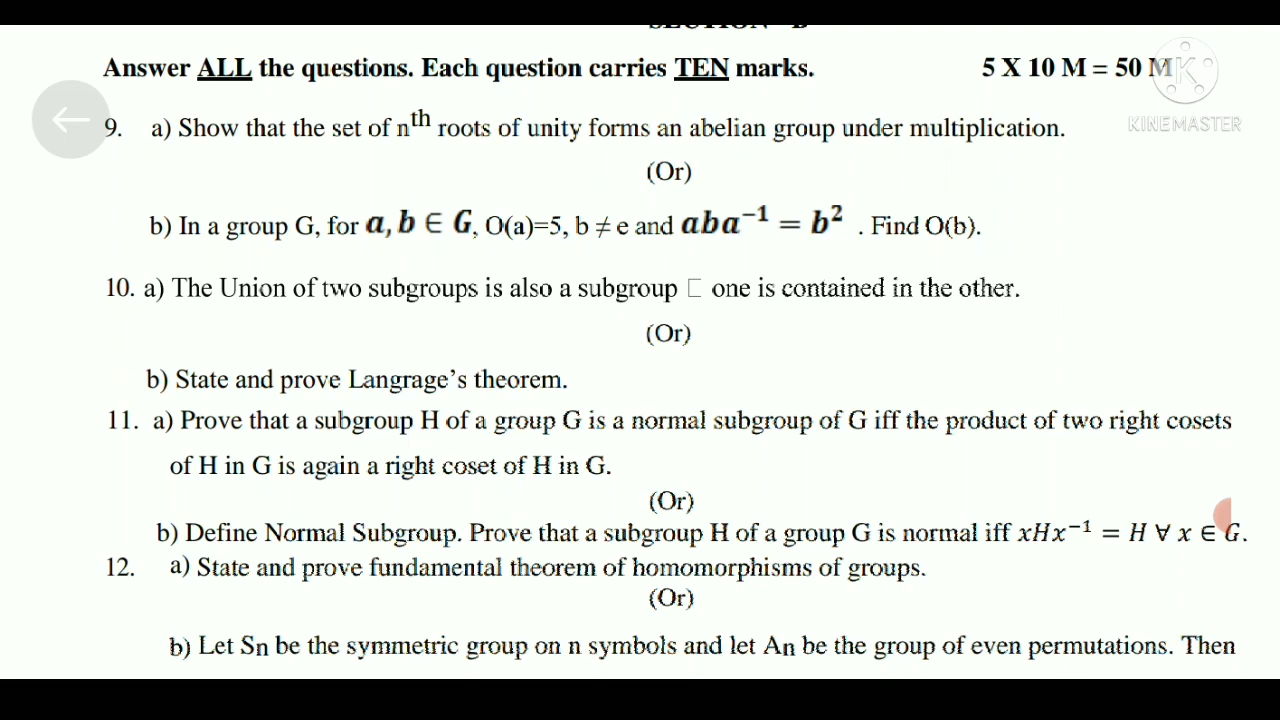 Answer ALL the questions. Each question carries TEN marks. 5 X 10 M = 50 M
KINEMASTER
9. a) Show that the set of nᵗʰ roots of unity forms an abelian group under multiplication.
(Or)
b) In a group G, for a, b ∈ G, O(a)=5, b ≠ e and aba⁻¹ = b² . Find O(b).
10. a) The Union of two subgroups is also a subgroup one is contained in the other.
(Or)
b) State and prove Langrage’s theorem.
11. a) Prove that a subgroup H of a group G is a normal subgroup of G iff the product of two right cosets
of H in G is again a right coset of H in G.
(Or)
b) Define Normal Subgroup. Prove that a subgroup H of a group G is normal iff xHx⁻¹ = H ∀ x ∈ G.
12. a) State and prove fundamental theorem of homomorphisms of groups.
(Or)
b) Let Sn be the symmetric group on n symbols and let An be the group of even permutations. Then